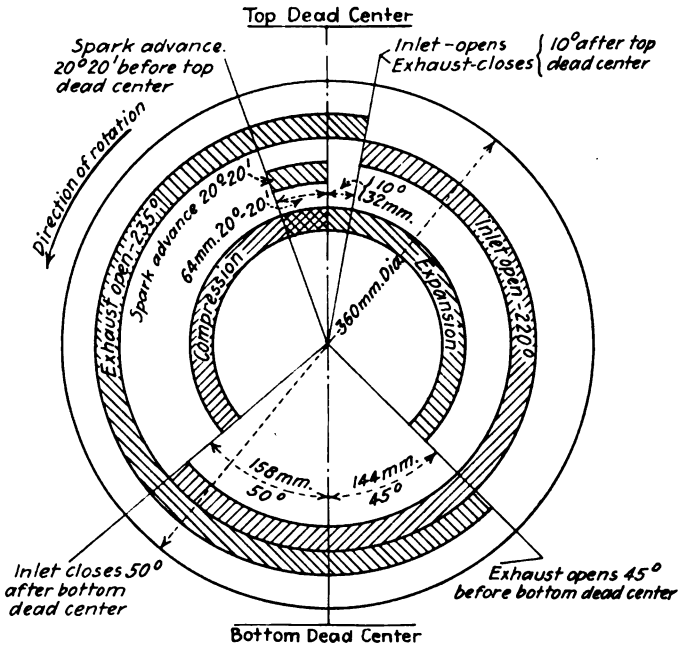 Top Dead Center
Spark advance.
20°20' before top
dead center
Inlet-opens
Exhaust-closes
10° after top
dead center
Direction of rotation
Exhaust open-235°
Spark advance 20°20'
64mm. 20°-20'
10°
32mm.
Compression
360mm. Dia.
Expansion
Inlet open-220°
158mm.
50°
144mm.
45°
Inlet closes 50°
after bottom
dead center
Exhaust opens 45°
before bottom dead center
Bottom Dead Center